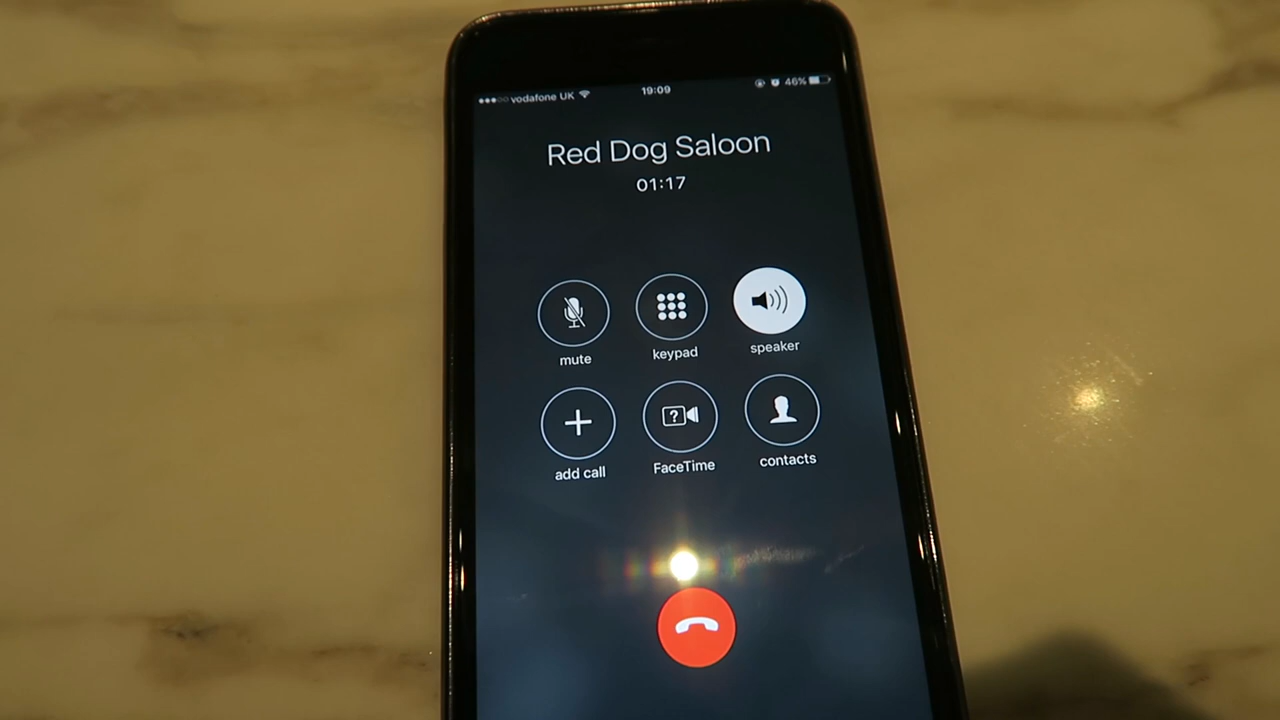 vodafone UK 19:09 46%
Red Dog Saloon
01:17
mute keypad speaker
?
add call FaceTime contacts